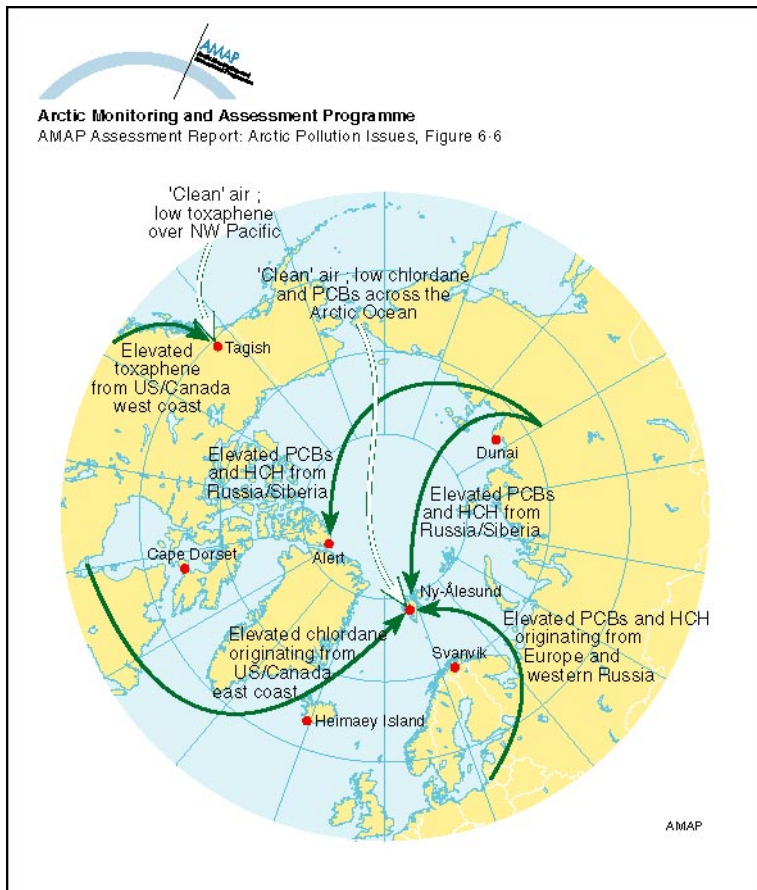 AMAP
Arctic Monitoring and Assessment Programme
AMAP Assessment Report: Arctic Pollution Issues, Figure 6·6
'Clean' air ;
low toxaphene
over NW Pacific
'Clean' air ; low chlordane
and PCBs across the
Arctic Ocean
Tagish
Elevated
toxaphene
from US/Canada
west coast
Dunai
Elevated PCBs
and HCH from
Russia/Siberia
Elevated PCBs
and HCH from
Russia/Siberia
Cape Dorset
Alert
Ny-Ålesund
Elevated PCBs and HCH
originating from
Europe and
western Russia
Elevated chlordane
originating from
US/Canada
east coast
Svanvik
Heimaey Island
AMAP